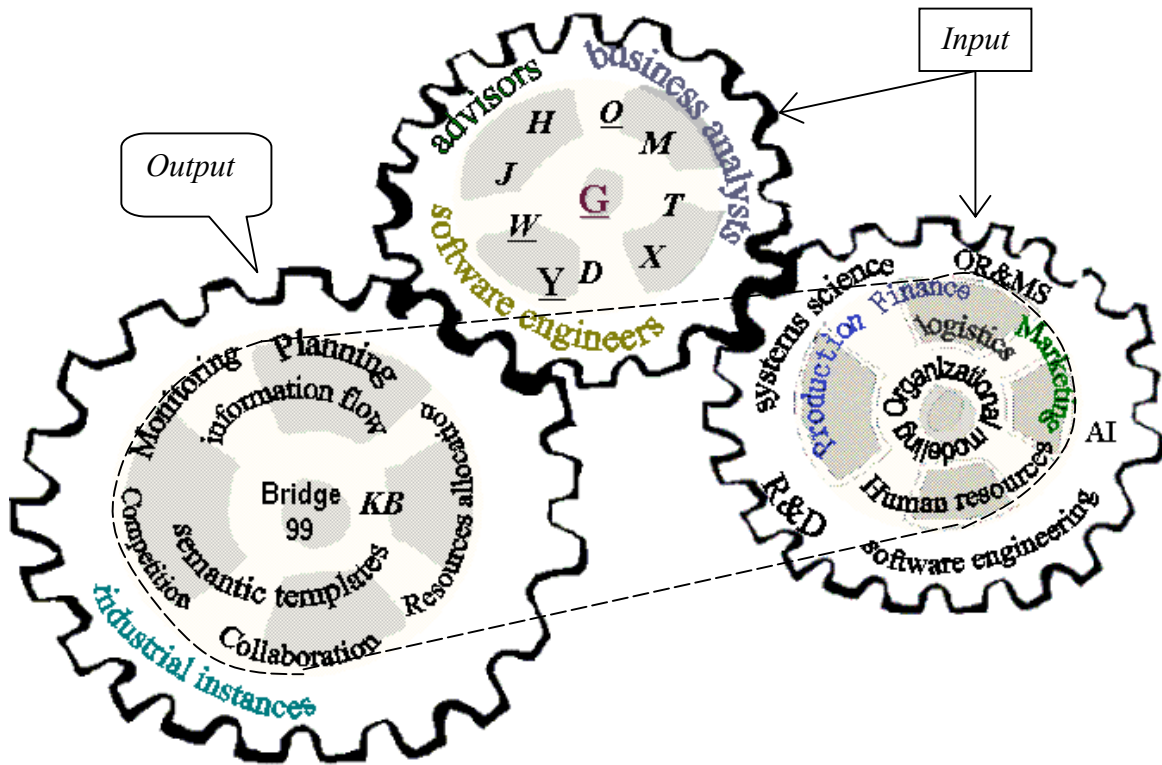 Input
Output
advisors
business analysts
software engineers
H
O
M
J
G
T
W
X
Y
D
systems science
OR&MS
AI
software engineering
R&D
Production
Finance
logistics
Marketing
Organizational modeling
Human resources
Monitoring
Planning
information flow
Resources allocation
Bridge
99
KB
semantic templates
Competition
Collaboration
industrial instances